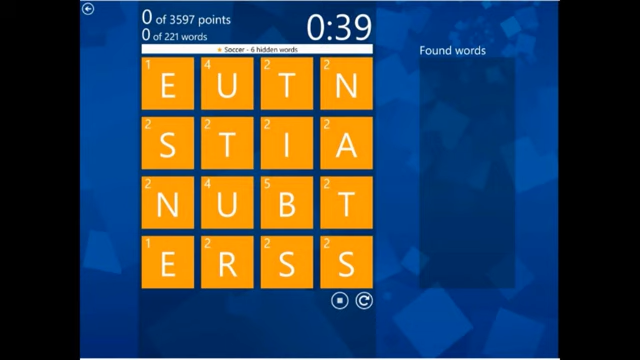 0 of 3597 points
0 of 221 words
0:39
★ Soccer - 6 hidden words
Found words
1 E 4 U 2 T 2 N
2 S 2 T 2 I 2 A
2 N 4 U 5 B 2 T
1 E 2 R 2 S 2 S